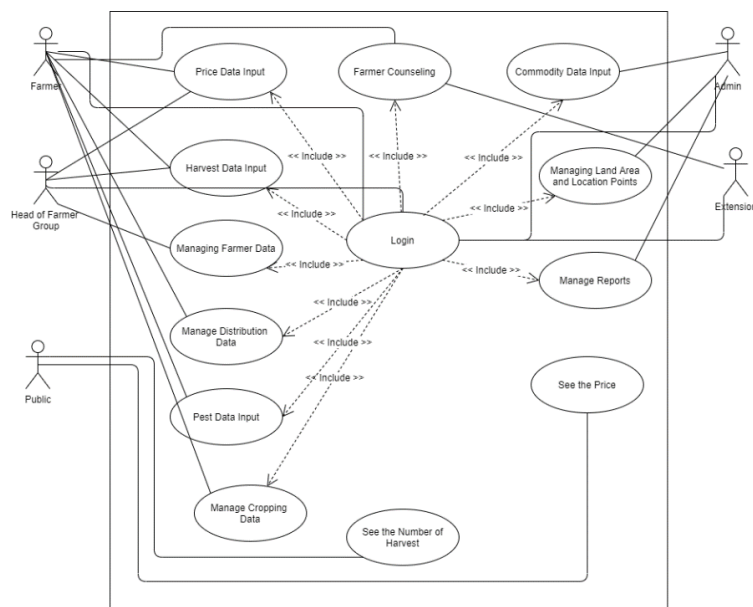 Price Data Input
Farmer Counseling
Commodity Data Input
Farmer
Admin
<< Include >>
<< Include >>
<< Include >>
Harvest Data Input
Managing Land Area
and Location Points
Head of Farmer
Group
Extension
<< Include >>
<< Include >>
Login
Managing Farmer Data
<< Include >>
<< Include >>
Manage Reports
<< Include >>
Manage Distribution
Data
<< Include >>
<< Include >>
See the Price
Public
Pest Data Input
Manage Cropping
Data
See the Number of
Harvest